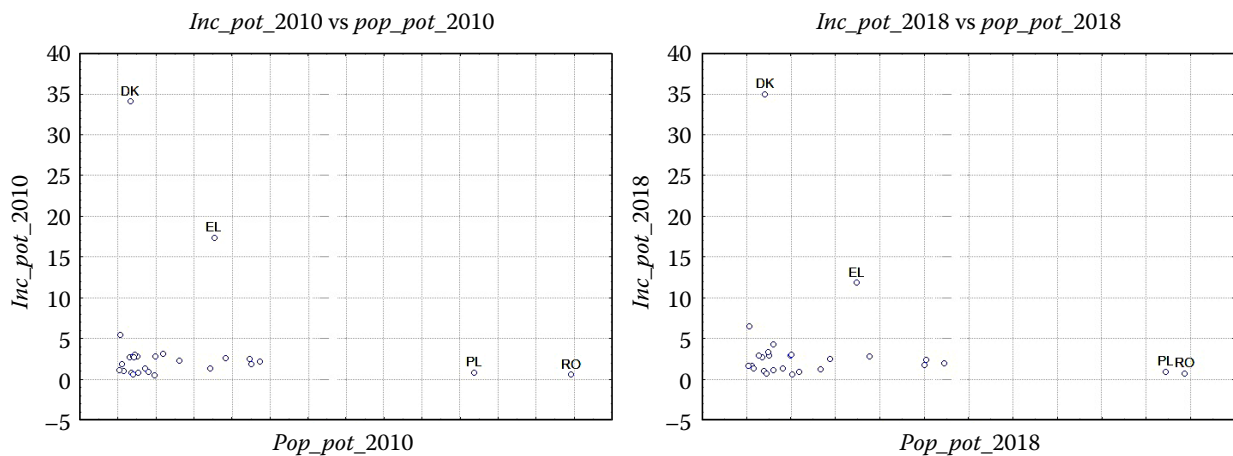 Inc_pot_2010 vs pop_pot_2010
40
35
30
25
20
15
10
5
0
−5
Inc_pot_2010
DK
EL
PL
RO
Pop_pot_2010
Inc_pot_2018 vs pop_pot_2018
40
35
30
25
20
15
10
5
0
−5
Inc_pot_2018
DK
EL
PL RO
Pop_pot_2018